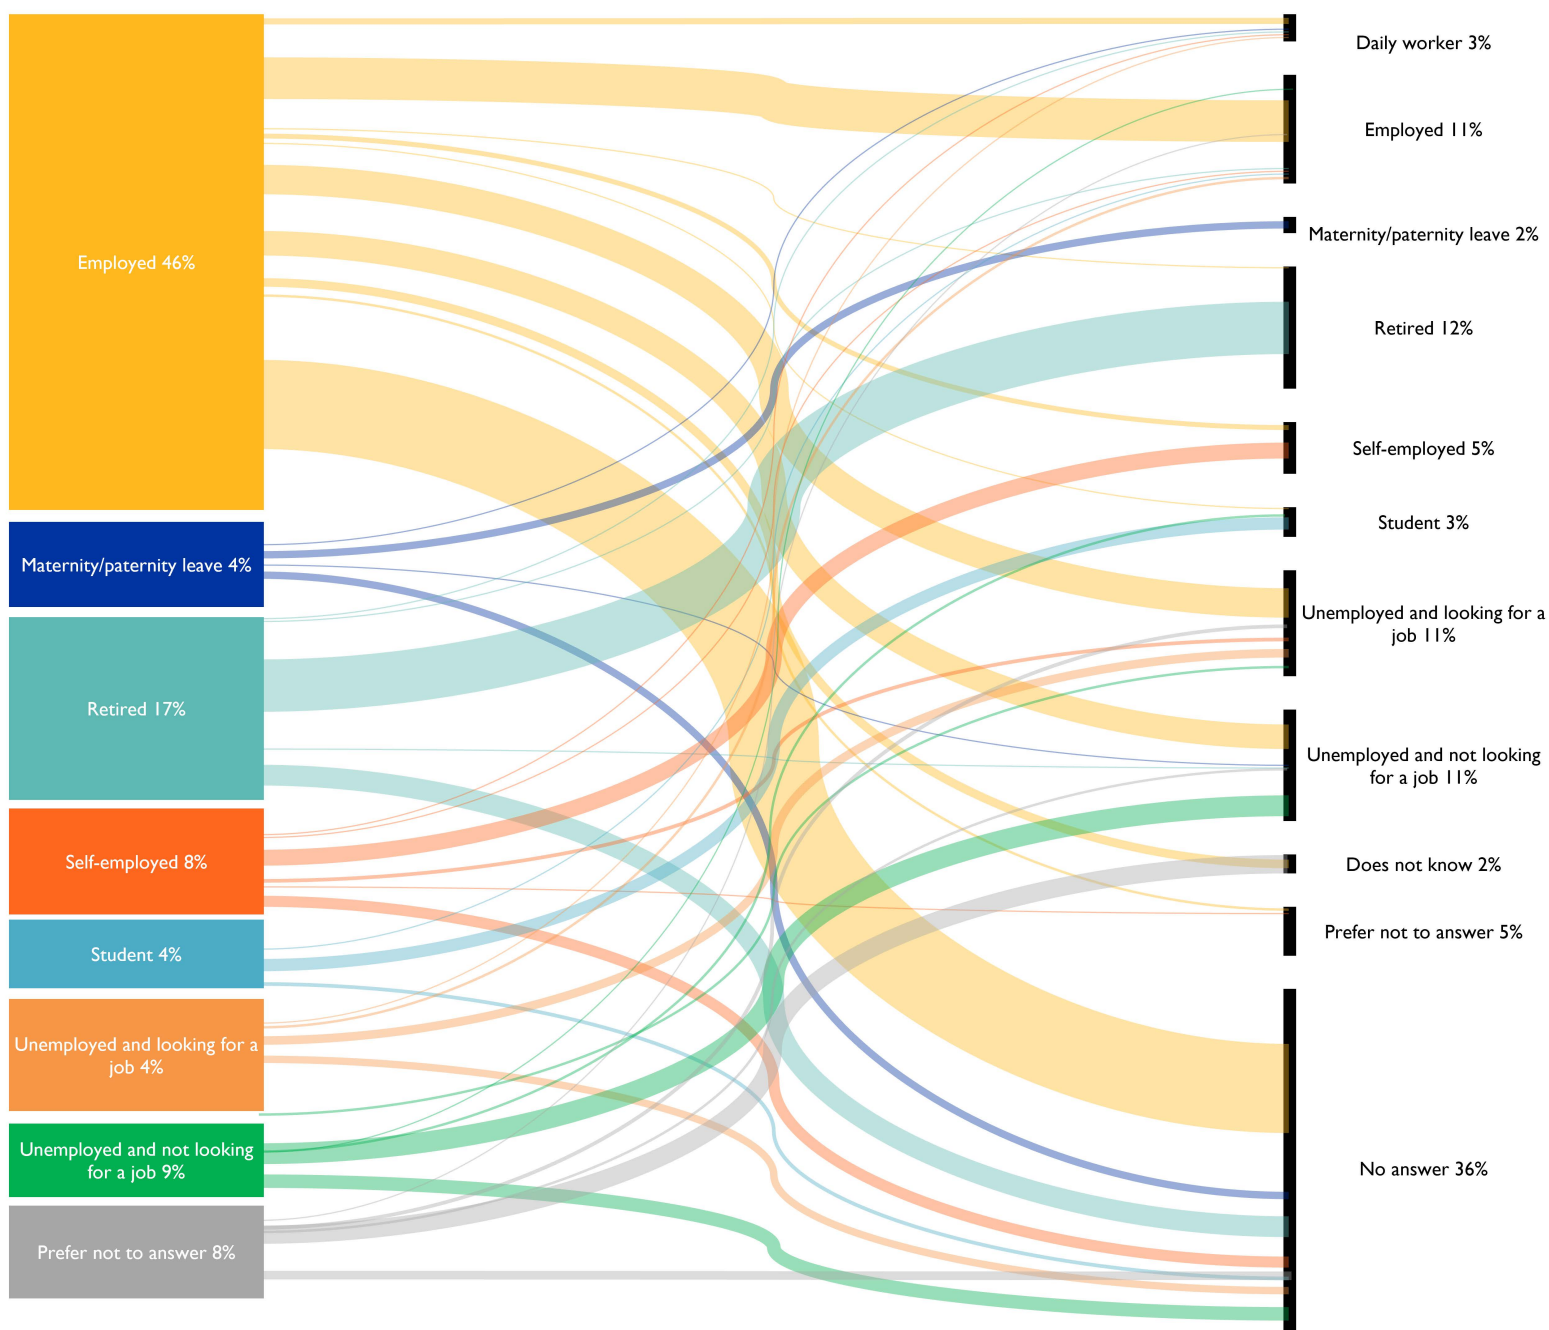 Employed 46%
Maternity/paternity leave 4%
Retired 17%
Self-employed 8%
Student 4%
Unemployed and looking for a
job 4%
Unemployed and not looking
for a job 9%
Prefer not to answer 8%
Daily worker 3%
Employed 11%
Maternity/paternity leave 2%
Retired 12%
Self-employed 5%
Student 3%
Unemployed and looking for a
job 11%
Unemployed and not looking
for a job 11%
Does not know 2%
Prefer not to answer 5%
No answer 36%